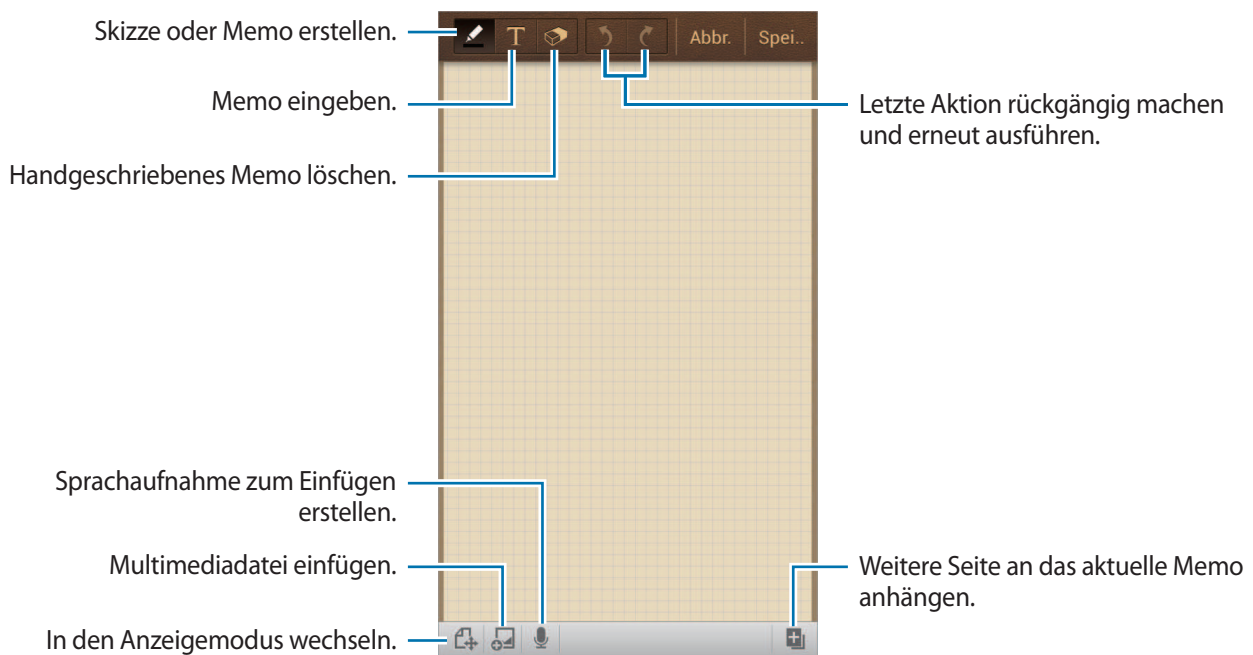 Skizze oder Memo erstellen.
Memo eingeben.
Handgeschriebenes Memo löschen.
Sprachaufnahme zum Einfügen
erstellen.
Multimediadatei einfügen.
In den Anzeigemodus wechseln.
T
Abbr.
Spei..
Letzte Aktion rückgängig machen
und erneut ausführen.
Weitere Seite an das aktuelle Memo
anhängen.